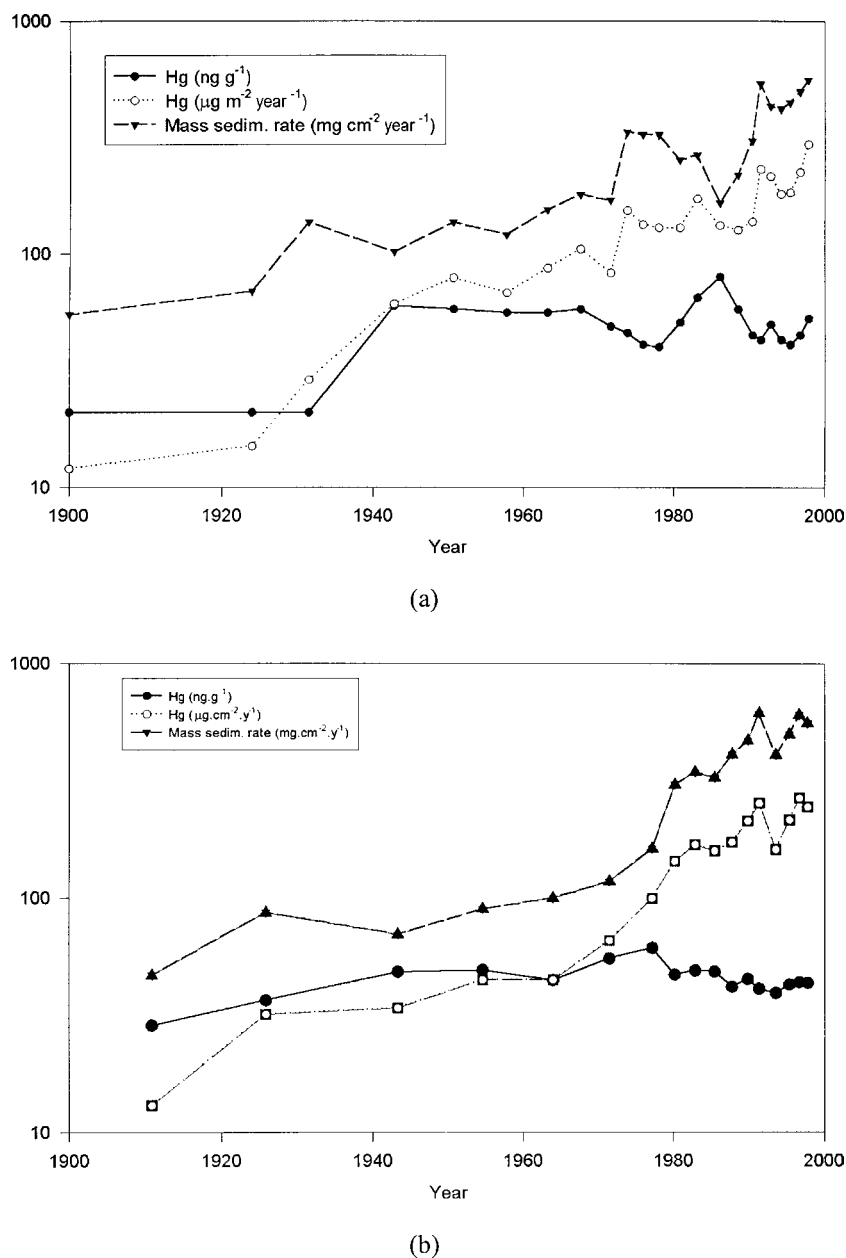 1000
Hg (ng g⁻¹)
Hg (μg m⁻² year⁻¹)
Mass sedim. rate (mg cm⁻² year⁻¹)
100
10
1900 1920 1940 1960 1980 2000
Year
(a)
1000
Hg (ng.g⁻¹)
Hg (μg.cm⁻².y⁻¹)
Mass sedim. rate (mg.cm⁻².y⁻¹)
100
10
1900 1920 1940 1960 1980 2000
Year
(b)